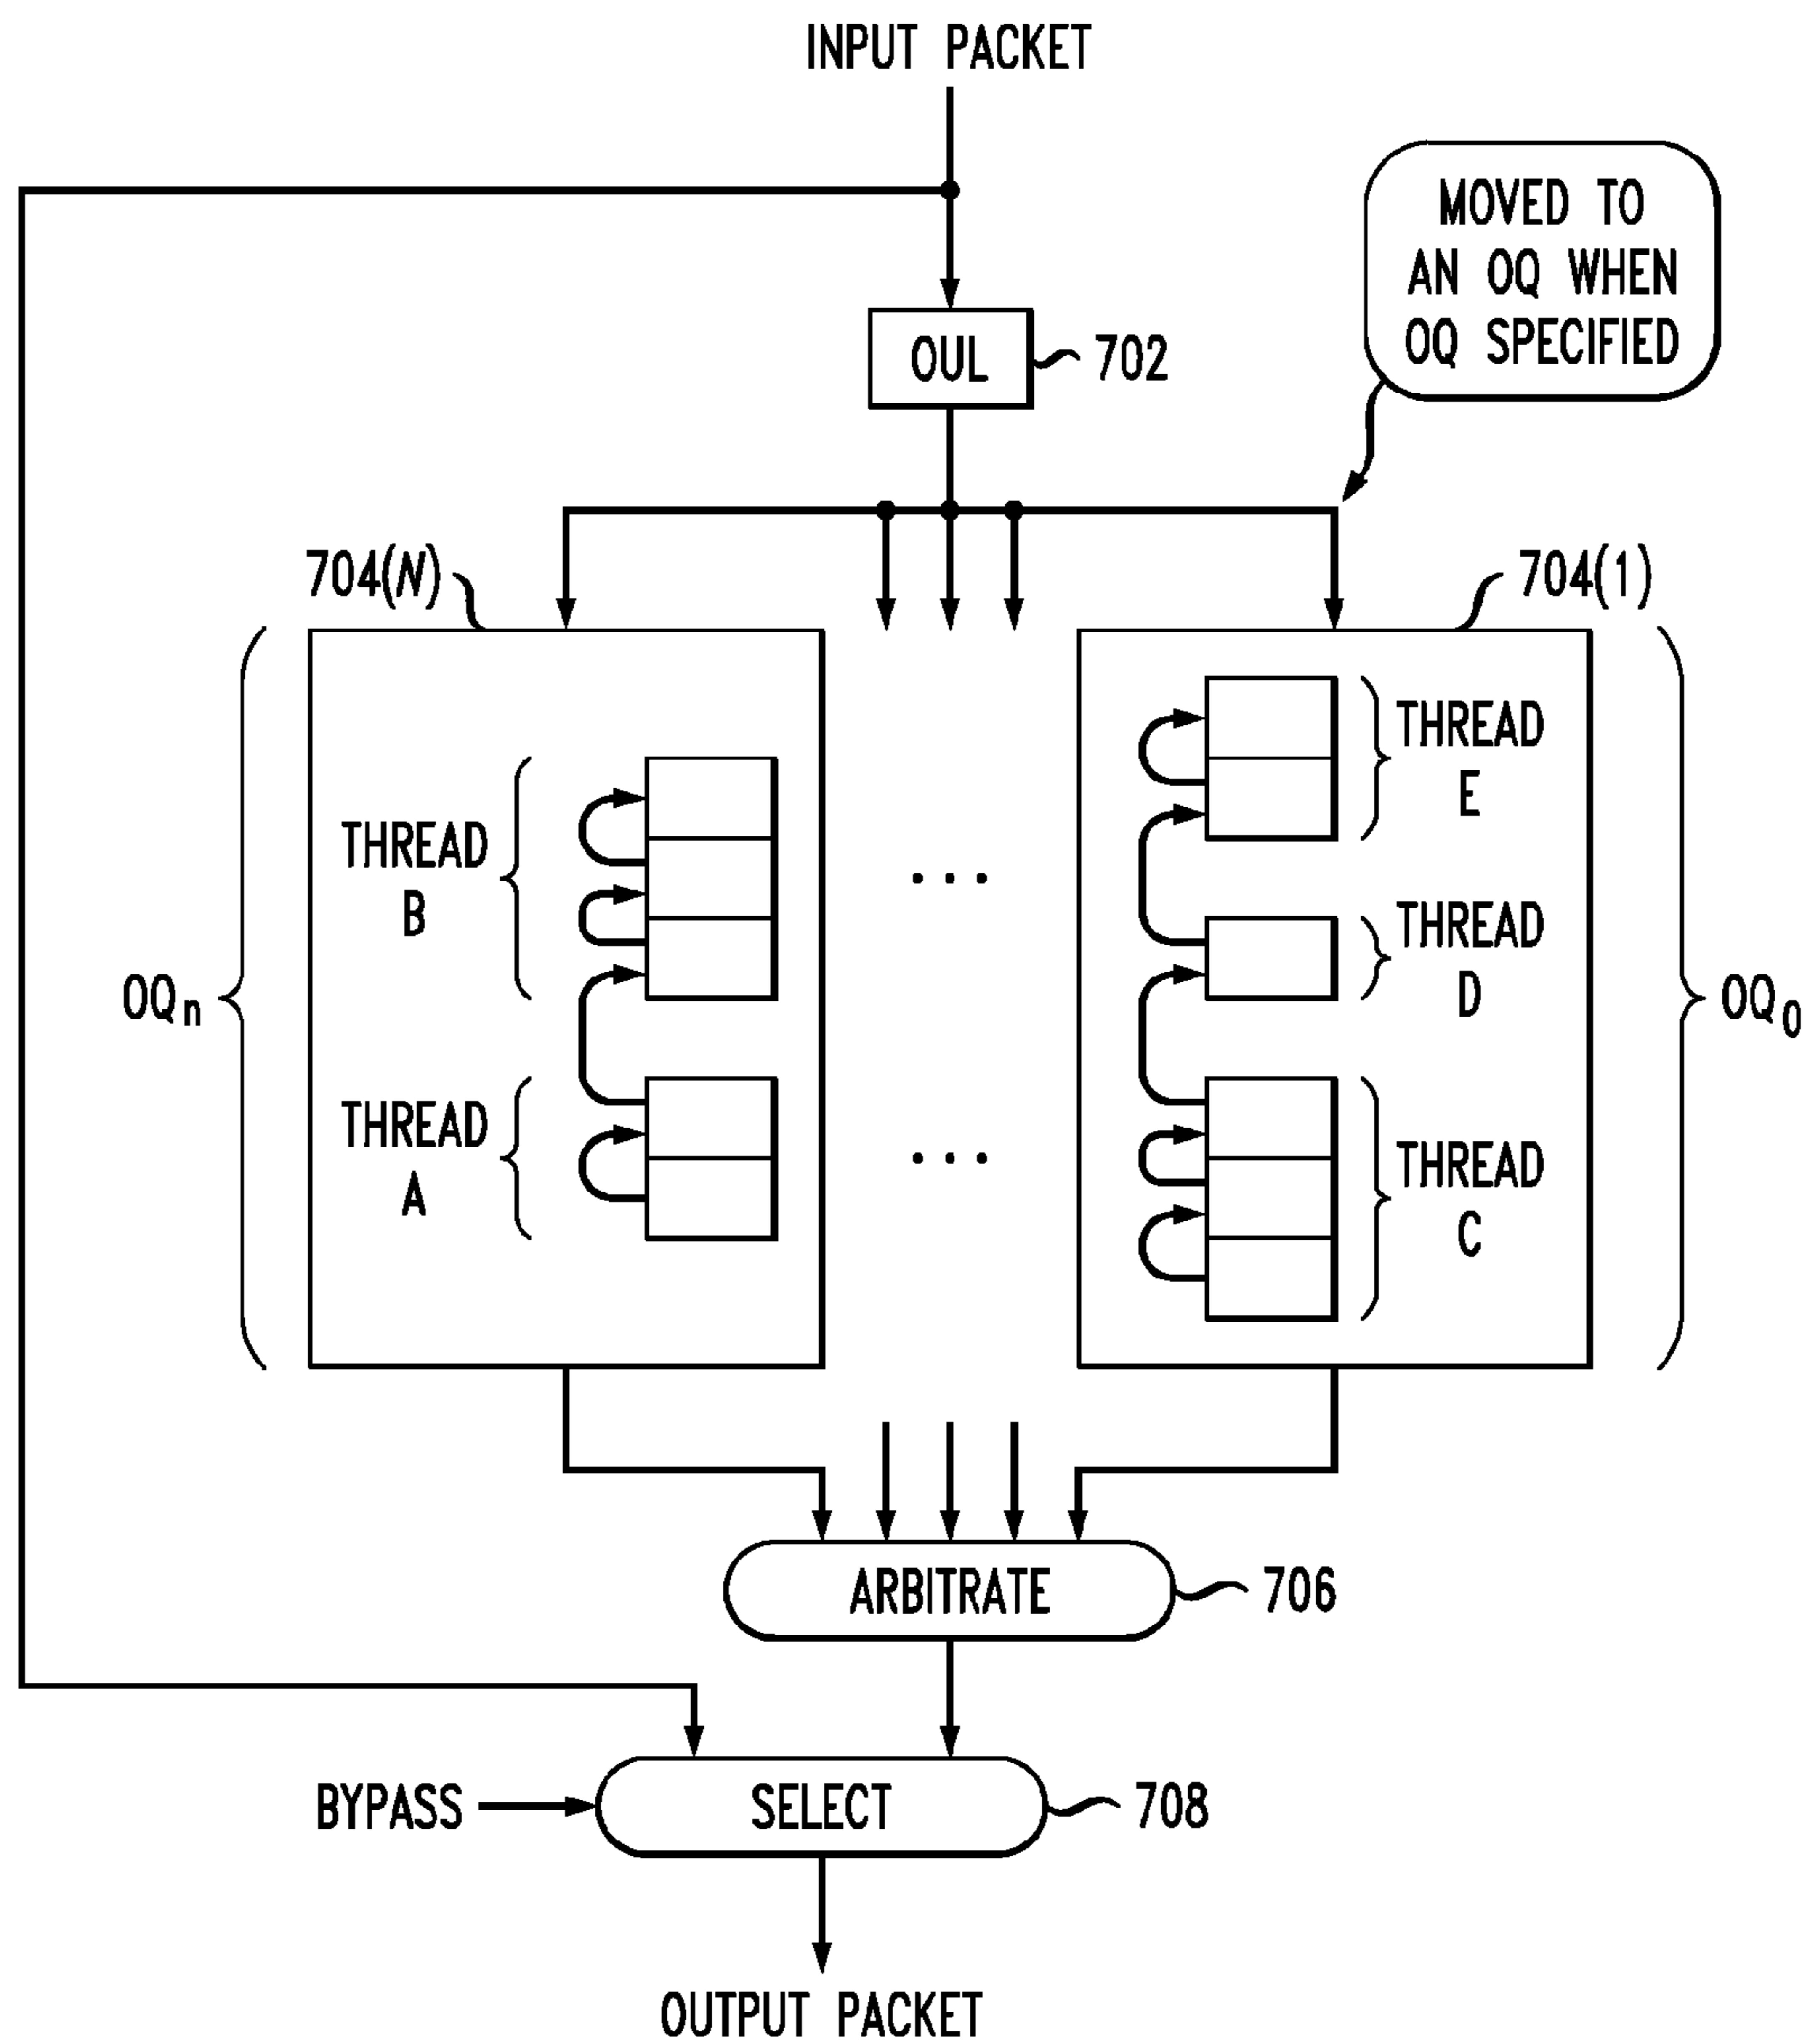 INPUT PACKET
MOVED TO
AN OQ WHEN
OQ SPECIFIED
OUL
702
704(N)
704(1)
THREAD
E
THREAD
B
THREAD
D
OQn
OQ0
THREAD
A
THREAD
C
. . .
. . .
ARBITRATE
706
BYPASS
SELECT
708
OUTPUT PACKET